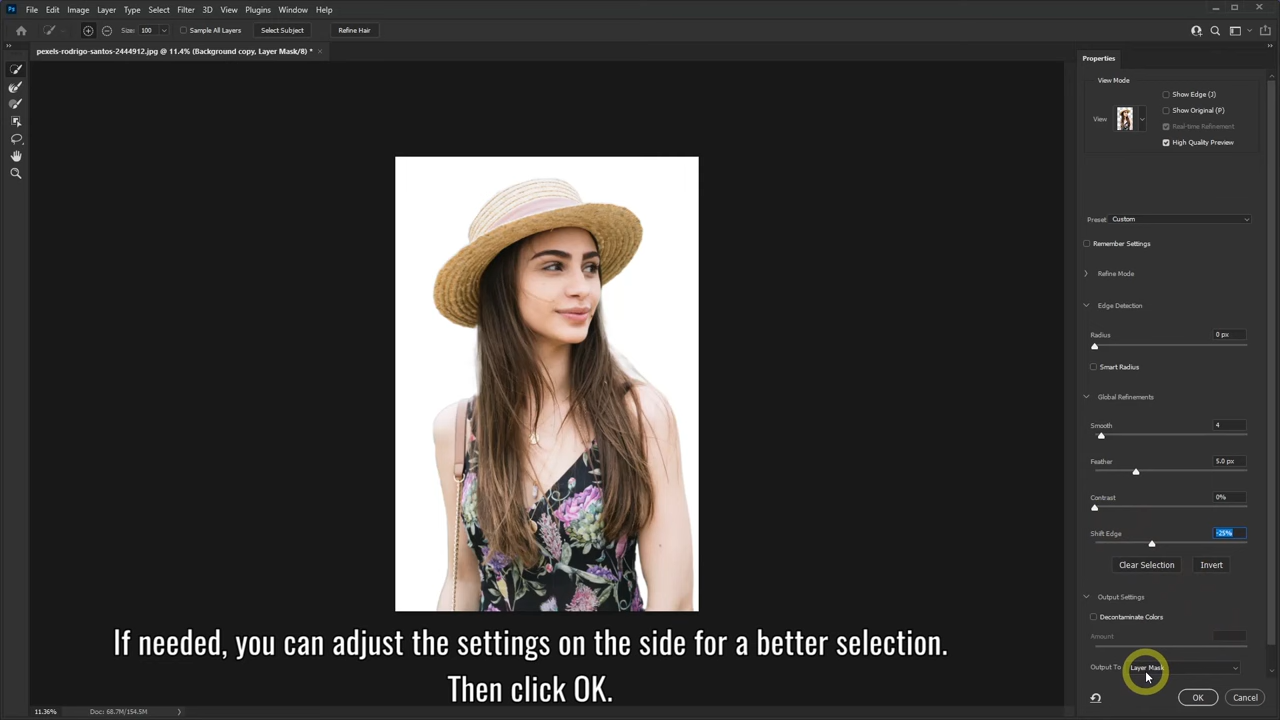 Ps File Edit Image Layer Type Select Filter 3D View Plugins Window Help
Size: 100 Sample All Layers Select Subject Refine Hair
pexels-rodrigo-santos-2444912.jpg @ 11.4% (Background copy, Layer Mask/8) * ×
Properties
View Mode
Show Edge (J)
View
Show Original (P)
Real-time Refinement
High Quality Preview
Preset: Custom
Remember Settings
Refine Mode
Edge Detection
Radius 0 px
Smart Radius
Global Refinements
Smooth 4
Feather 5.0 px
Contrast 0%
Shift Edge -25%
Clear Selection Invert
Output Settings
Decontaminate Colors
Amount
Output To Layer Mask
OK Cancel
If needed, you can adjust the settings on the side for a better selection.
Then click OK.
11.36% Doc: 68.7M/154.5M